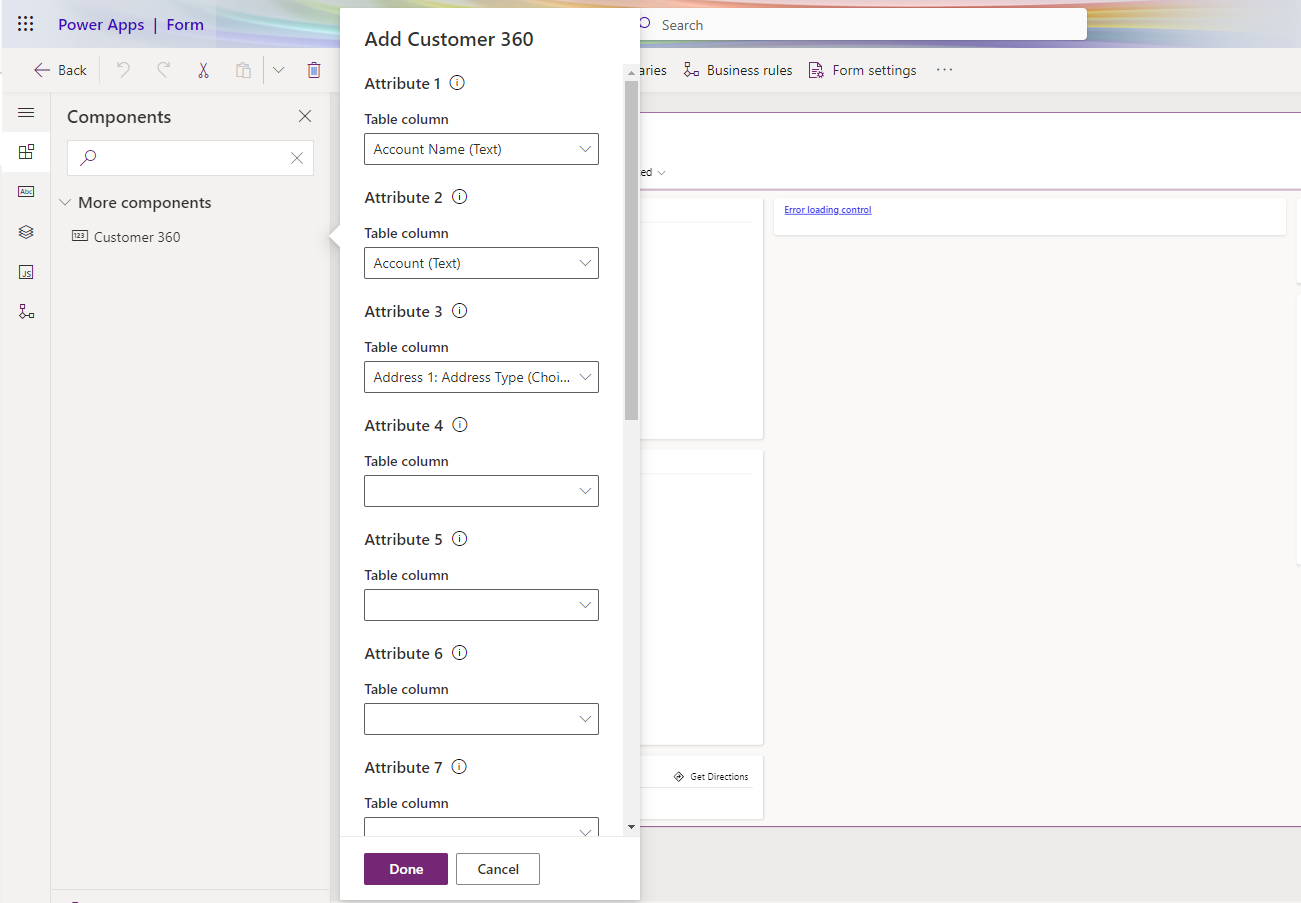 Power Apps | Form
Search
Back
aries
Business rules
Form settings
Components
More components
123 Customer 360
Abc
JS
Add Customer 360
Attribute 1
Table column
Account Name (Text)
Attribute 2
Table column
Account (Text)
Attribute 3
Table column
Address 1: Address Type (Choi...
Attribute 4
Table column
Attribute 5
Table column
Attribute 6
Table column
Attribute 7
Table column
Done
Cancel
ed
Error loading control
Get Directions